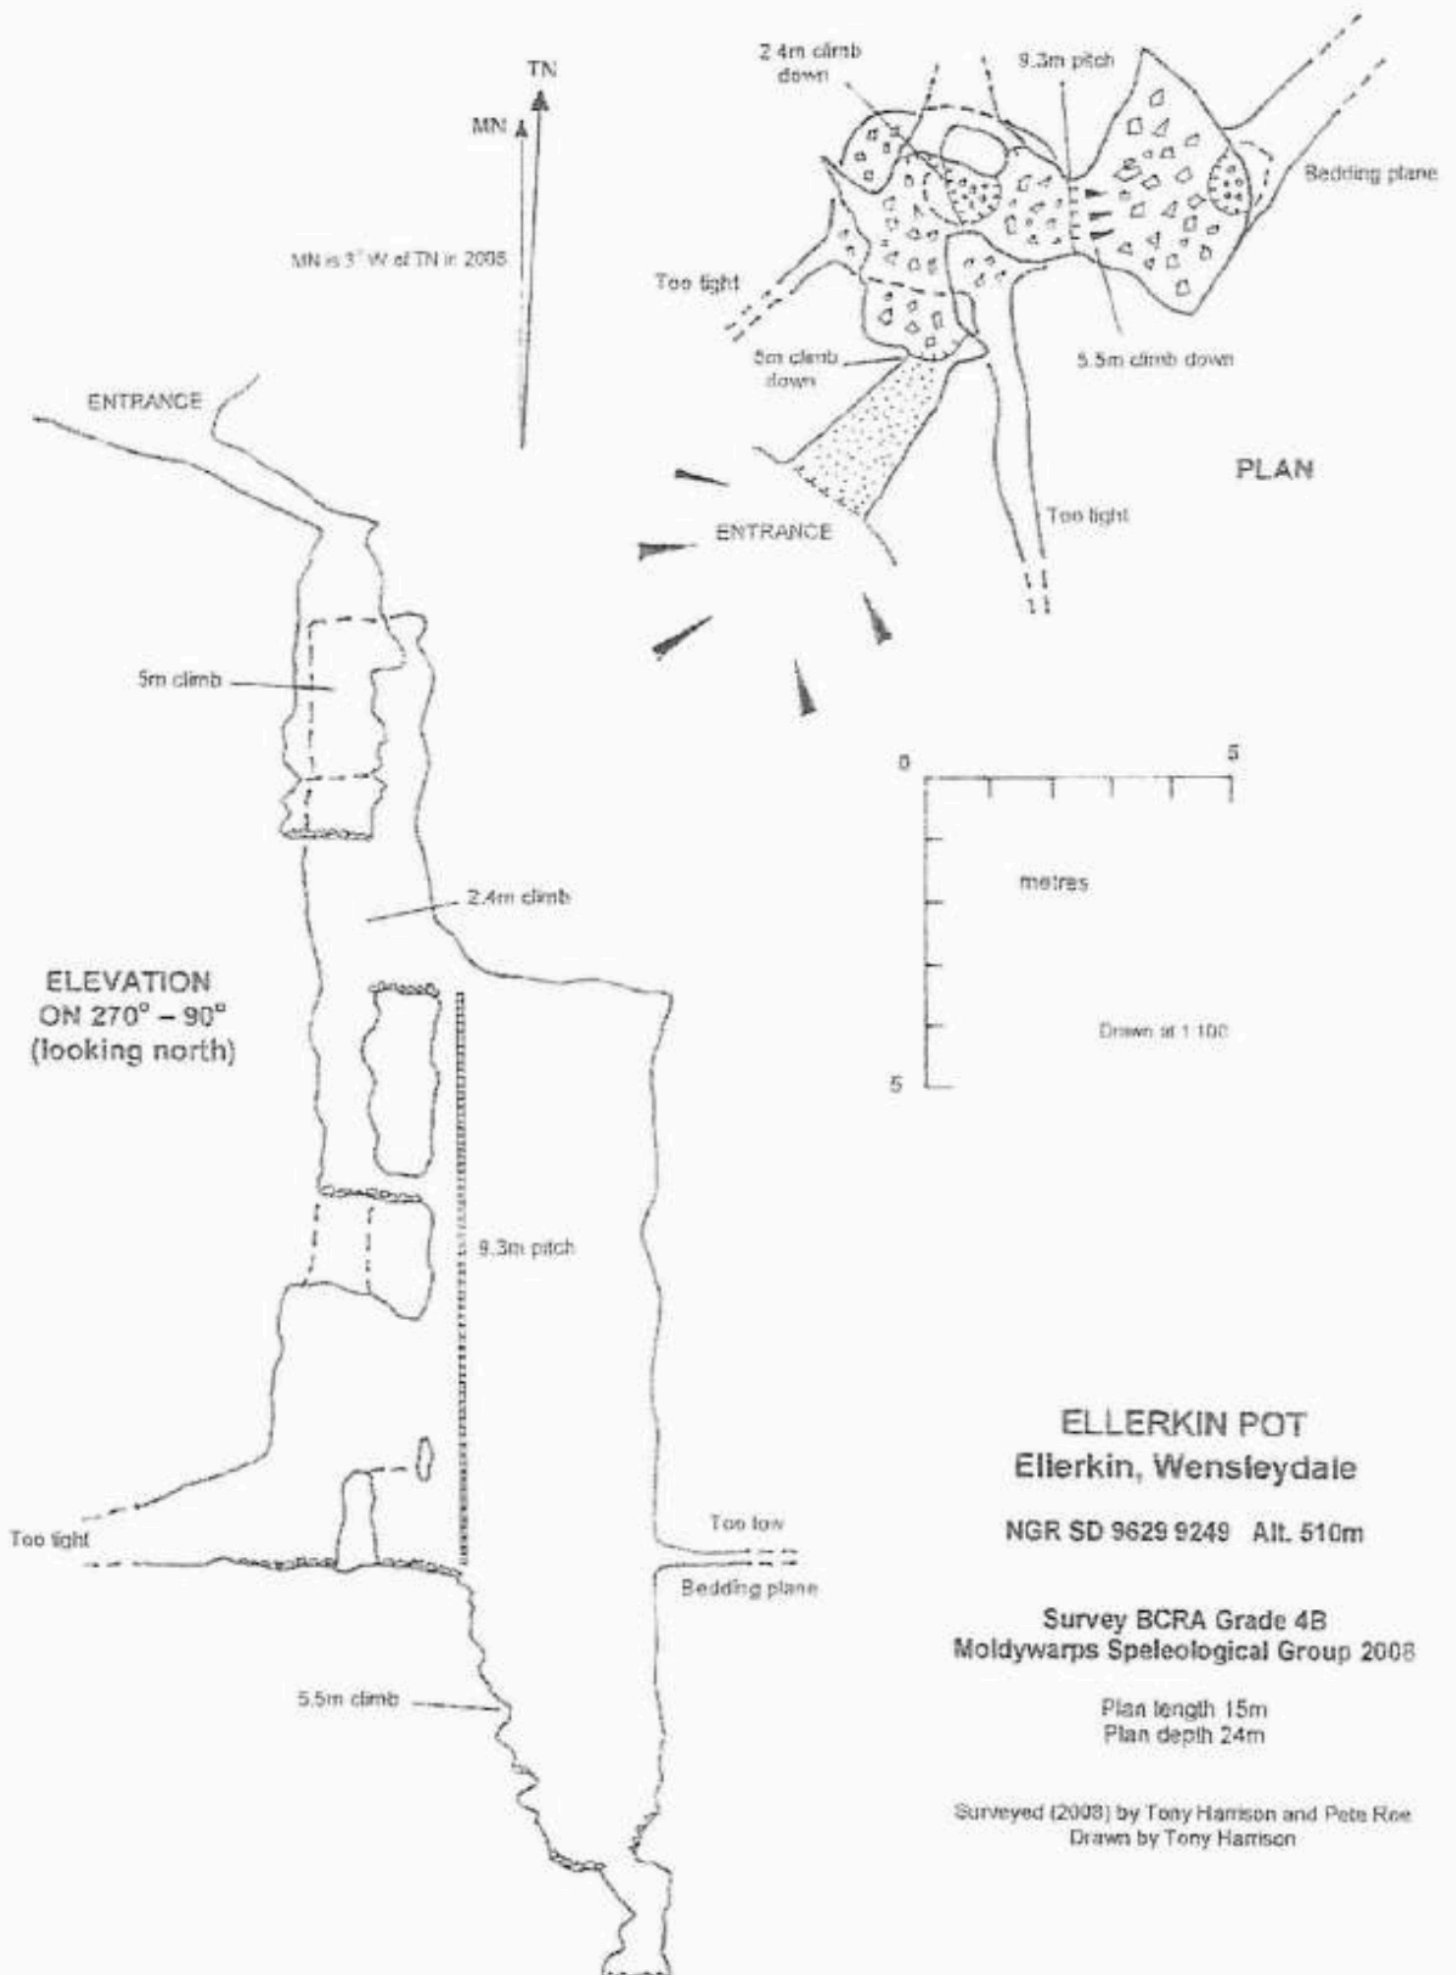 2.4m climb
down
9.3m pitch
TN
MN
Bedding plane
MN is 3° W of TN in 2008
Too tight
5m climb
down
5.5m climb down
ENTRANCE
PLAN
Too tight
ENTRANCE
5m climb
0
5
metres
2.4m climb
ELEVATION
ON 270° – 90°
(looking north)
Drawn at 1:100
5
9.3m pitch
ELLERKIN POT
Ellerkin, Wensleydale
NGR SD 9629 9249 Alt. 510m
Too low
Too tight
Bedding plane
Survey BCRA Grade 4B
Moldywarps Speleological Group 2008
5.5m climb
Plan length 15m
Plan depth 24m
Surveyed (2008) by Tony Harrison and Pete Roe
Drawn by Tony Harrison